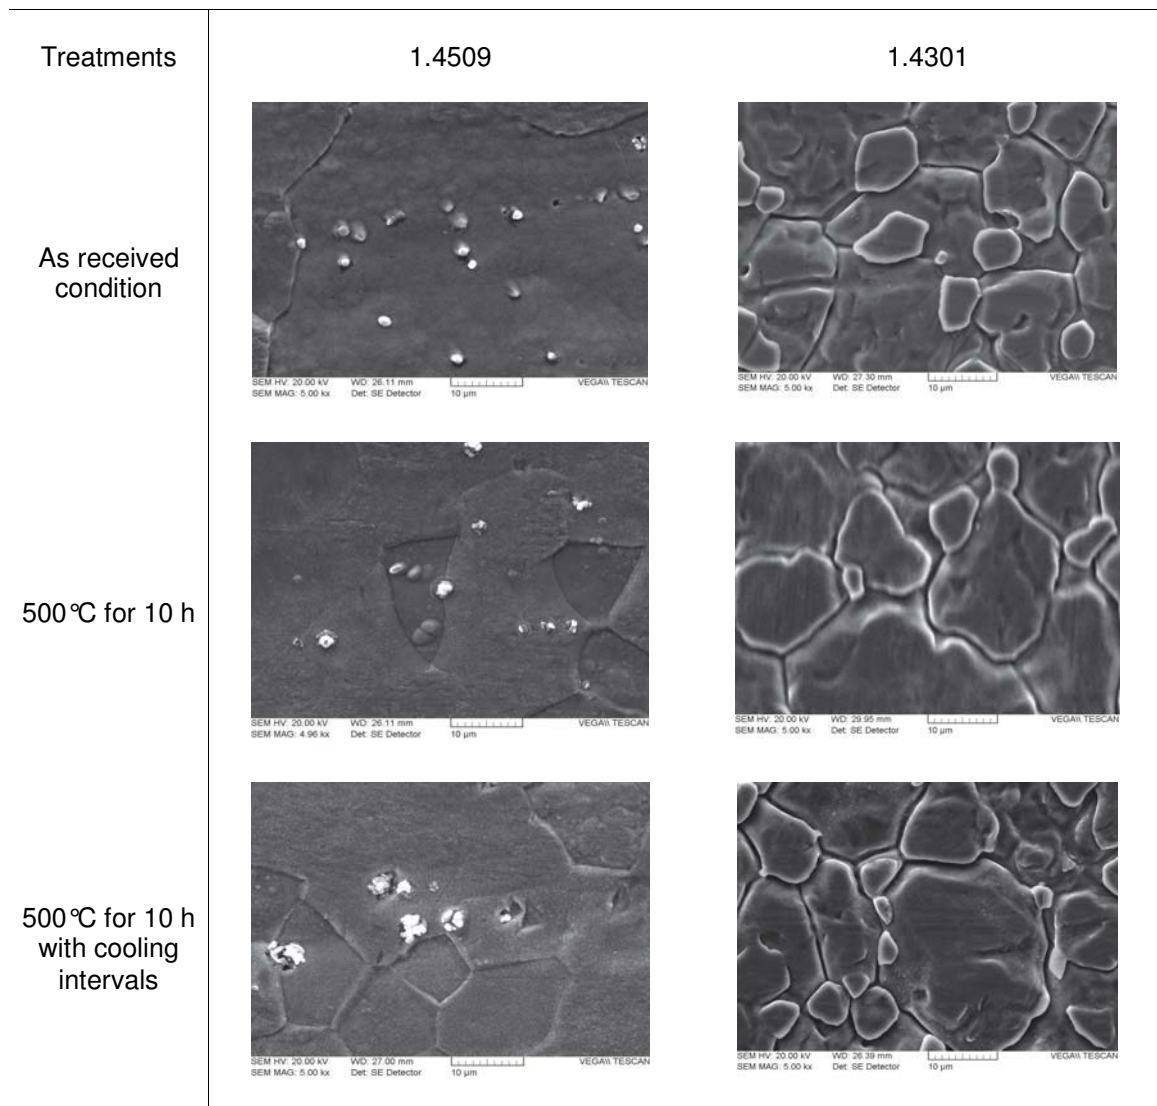 Treatments 1.4509 1.4301
As received
condition
SEM HV: 20.00 kV WD: 26.11 mm VEGA\\ TESCAN
SEM MAG: 5.00 kx Det: SE Detector 10 µm
SEM HV: 20.00 kV WD: 27.30 mm VEGA\\ TESCAN
SEM MAG: 5.00 kx Det: SE Detector 10 µm
500°C for 10 h
SEM HV: 20.00 kV WD: 26.11 mm VEGA\\ TESCAN
SEM MAG: 4.96 kx Det: SE Detector 10 µm
SEM HV: 20.00 kV WD: 29.95 mm VEGA\\ TESCAN
SEM MAG: 5.00 kx Det: SE Detector 10 µm
500°C for 10 h
with cooling
intervals
SEM HV: 20.00 kV WD: 27.00 mm VEGA\\ TESCAN
SEM MAG: 5.00 kx Det: SE Detector 10 µm
SEM HV: 20.00 kV WD: 26.39 mm VEGA\\ TESCAN
SEM MAG: 5.00 kx Det: SE Detector 10 µm